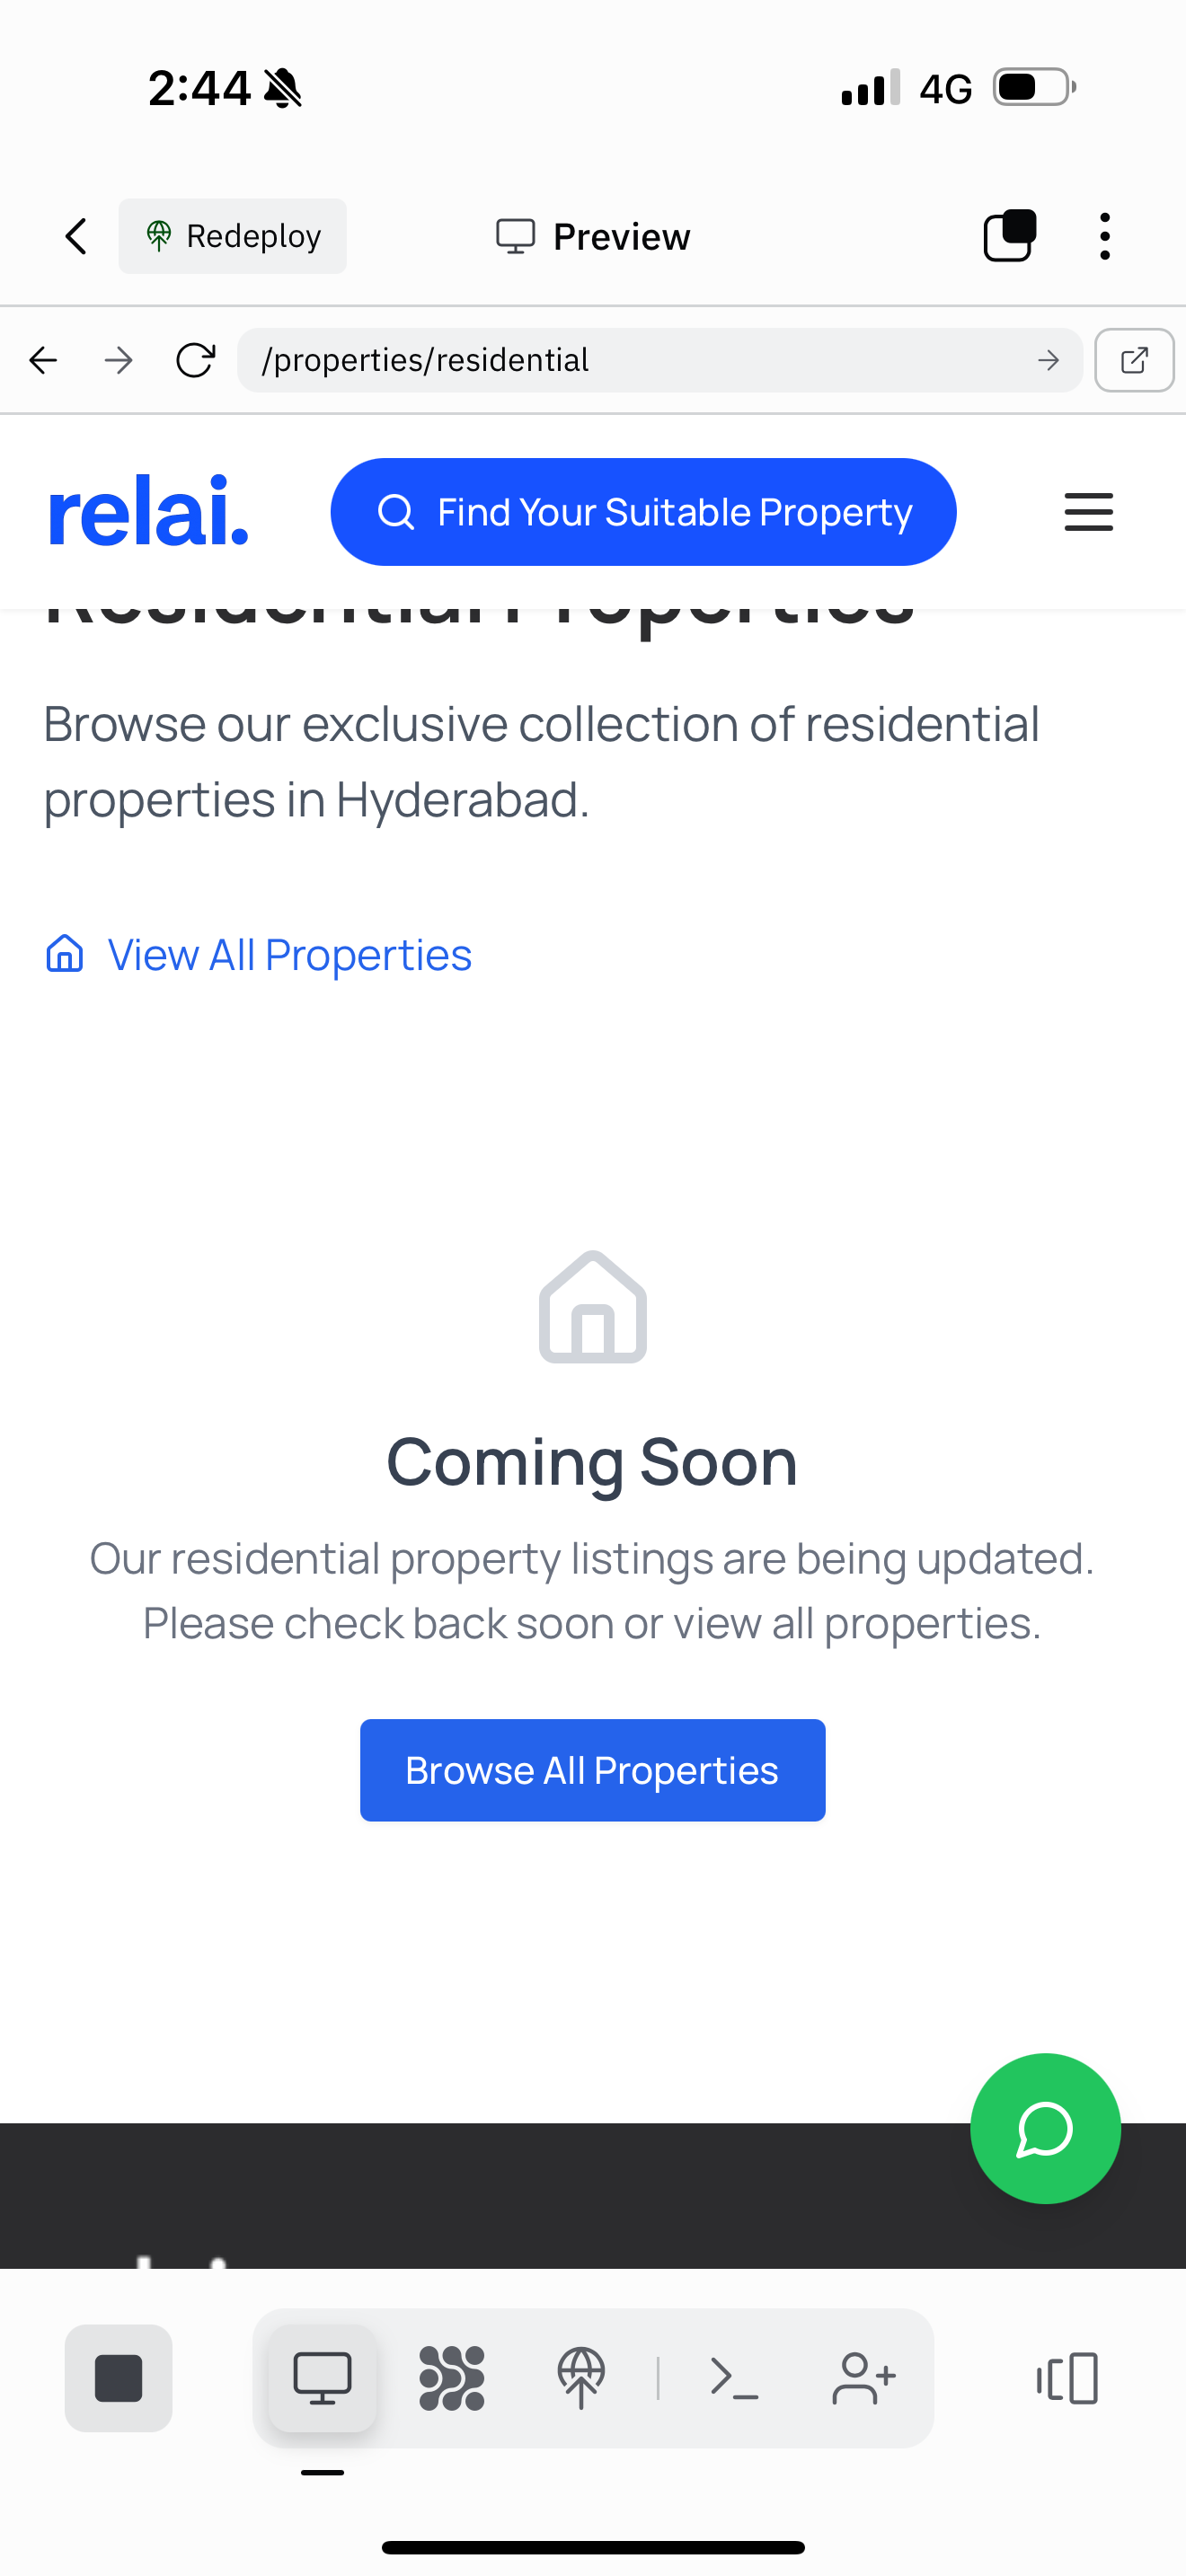 2:44 4G
Redeploy Preview
/properties/residential
relai. Find Your Suitable Property
Residential Properties
Browse our exclusive collection of residential
properties in Hyderabad.
View All Properties
Coming Soon
Our residential property listings are being updated.
Please check back soon or view all properties.
Browse All Properties